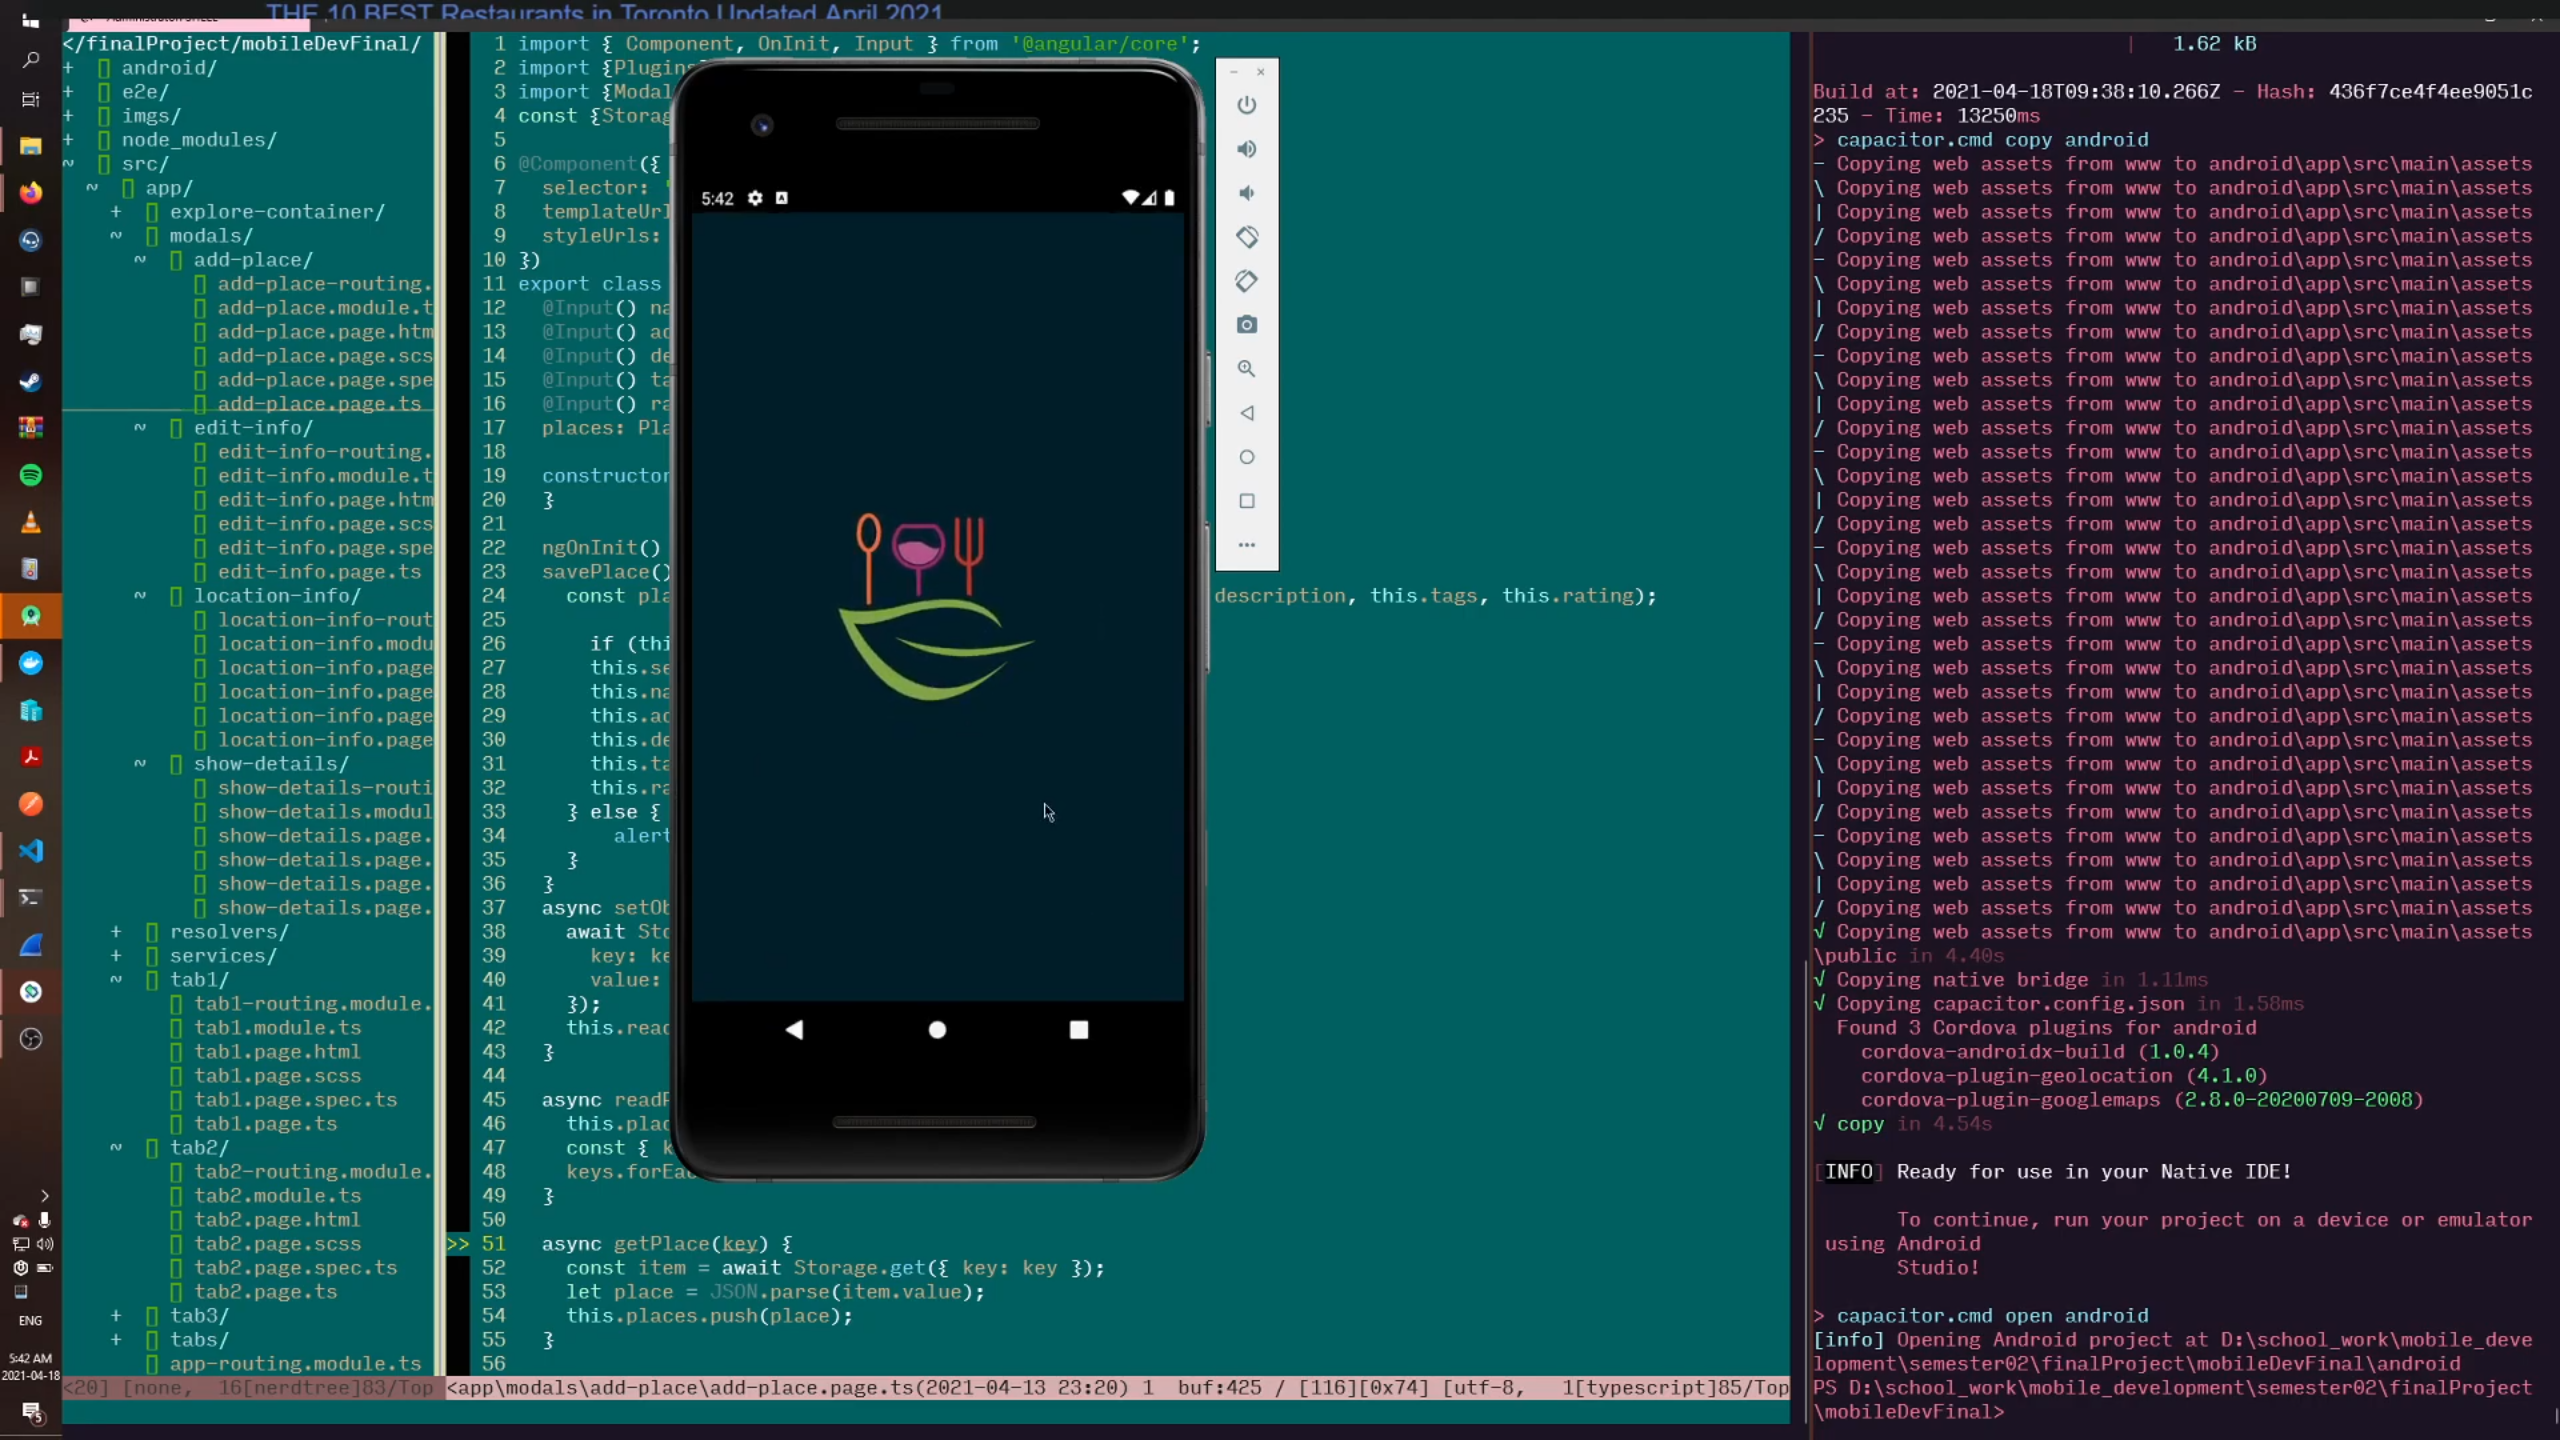 THE 10 BEST Restaurants in Toronto Updated April 2021
</finalProject/mobileDevFinal/
+ android/
+ e2e/
+ imgs/
+ node_modules/
~ src/
~ app/
+ explore-container/
~ modals/
~ add-place/
add-place-routing.
add-place.module.t
add-place.page.htm
add-place.page.scs
add-place.page.spe
add-place.page.ts
~ edit-info/
edit-info-routing.
edit-info.module.t
edit-info.page.htm
edit-info.page.scs
edit-info.page.spe
edit-info.page.ts
~ location-info/
location-info-rout
location-info.modu
location-info.page
location-info.page
location-info.page
location-info.page
~ show-details/
show-details-routi
show-details.modul
show-details.page.
show-details.page.
show-details.page.
show-details.page.
+ resolvers/
+ services/
~ tab1/
tab1-routing.module.
tab1.module.ts
tab1.page.html
tab1.page.scss
tab1.page.spec.ts
tab1.page.ts
~ tab2/
tab2-routing.module.
tab2.module.ts
tab2.page.html
tab2.page.scss
tab2.page.spec.ts
tab2.page.ts
+ tab3/
+ tabs/
app-routing.module.ts
<20] [none, 16[nerdtree]83/Top
1 import { Component, OnInit, Input } from '@angular/core';
2 import {Plugins
3 import {Modal
4 const {Storag
5
6 @Component({
7 selector: '
8 templateUrl
9 styleUrls:
10 })
11 export class
12 @Input() na
13 @Input() ad
14 @Input() de
15 @Input() ta
16 @Input() ra
17 places: Pla
18
19 constructor
20 }
21
22 ngOnInit()
23 savePlace()
24 const pla description, this.tags, this.rating);
25
26 if (thi
27 this.se
28 this.na
29 this.ad
30 this.de
31 this.ta
32 this.ra
33 } else {
34 alert
35 }
36 }
37 async setOb
38 await Sto
39 key: ke
40 value:
41 });
42 this.read
43 }
44
45 async readP
46 this.plac
47 const { k
48 keys.forEac
49 }
50
>> 51 async getPlace(key) {
52 const item = await Storage.get({ key: key });
53 let place = JSON.parse(item.value);
54 this.places.push(place);
55 }
56
<app\modals\add-place\add-place.page.ts(2021-04-13 23:20) 1 buf:425 / [116][0x74] [utf-8, 1[typescript]85/Top
5:42
| 1.62 kB
Build at: 2021-04-18T09:38:10.266Z - Hash: 436f7ce4f4ee9051c
235 - Time: 13250ms
> capacitor.cmd copy android
- Copying web assets from www to android\app\src\main\assets
\ Copying web assets from www to android\app\src\main\assets
| Copying web assets from www to android\app\src\main\assets
/ Copying web assets from www to android\app\src\main\assets
- Copying web assets from www to android\app\src\main\assets
\ Copying web assets from www to android\app\src\main\assets
| Copying web assets from www to android\app\src\main\assets
/ Copying web assets from www to android\app\src\main\assets
- Copying web assets from www to android\app\src\main\assets
\ Copying web assets from www to android\app\src\main\assets
| Copying web assets from www to android\app\src\main\assets
/ Copying web assets from www to android\app\src\main\assets
- Copying web assets from www to android\app\src\main\assets
\ Copying web assets from www to android\app\src\main\assets
| Copying web assets from www to android\app\src\main\assets
/ Copying web assets from www to android\app\src\main\assets
- Copying web assets from www to android\app\src\main\assets
\ Copying web assets from www to android\app\src\main\assets
| Copying web assets from www to android\app\src\main\assets
/ Copying web assets from www to android\app\src\main\assets
- Copying web assets from www to android\app\src\main\assets
\ Copying web assets from www to android\app\src\main\assets
| Copying web assets from www to android\app\src\main\assets
/ Copying web assets from www to android\app\src\main\assets
- Copying web assets from www to android\app\src\main\assets
\ Copying web assets from www to android\app\src\main\assets
| Copying web assets from www to android\app\src\main\assets
/ Copying web assets from www to android\app\src\main\assets
- Copying web assets from www to android\app\src\main\assets
\ Copying web assets from www to android\app\src\main\assets
| Copying web assets from www to android\app\src\main\assets
/ Copying web assets from www to android\app\src\main\assets
√ Copying web assets from www to android\app\src\main\assets
\public in 4.40s
√ Copying native bridge in 1.11ms
√ Copying capacitor.config.json in 1.58ms
Found 3 Cordova plugins for android
cordova-androidx-build (1.0.4)
cordova-plugin-geolocation (4.1.0)
cordova-plugin-googlemaps (2.8.0-20200709-2008)
√ copy in 4.54s
[INFO] Ready for use in your Native IDE!
To continue, run your project on a device or emulator
using Android
Studio!
> capacitor.cmd open android
[info] Opening Android project at D:\school_work\mobile_deve
lopment\semester02\finalProject\mobileDevFinal\android
PS D:\school_work\mobile_development\semester02\finalProject
\mobileDevFinal>
ENG
5:42 AM
2021-04-18
5